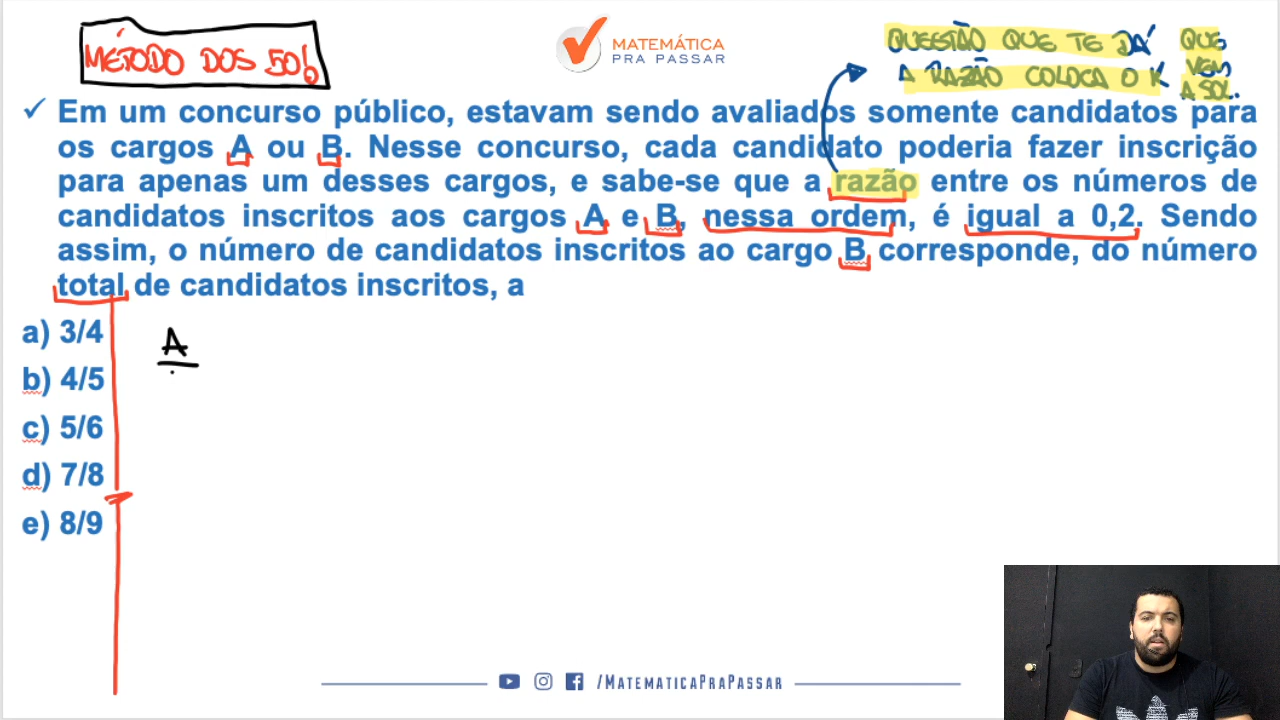 MÉTODO DOS 50!
MATEMÁTICA
PRA PASSAR
QUESTÃO QUE TE DÁ
A RAZÃO COLOCA O K
QUE
VEM
A SOL.
✓ Em um concurso público, estavam sendo avaliados somente candidatos para
os cargos A ou B. Nesse concurso, cada candidato poderia fazer inscrição
para apenas um desses cargos, e sabe-se que a razão entre os números de
candidatos inscritos aos cargos A e B, nessa ordem, é igual a 0,2. Sendo
assim, o número de candidatos inscritos ao cargo B corresponde, do número
total de candidatos inscritos, a
a) 3/4
b) 4/5
c) 5/6
d) 7/8
e) 8/9
A
/MATEMATICAPRAPASSAR